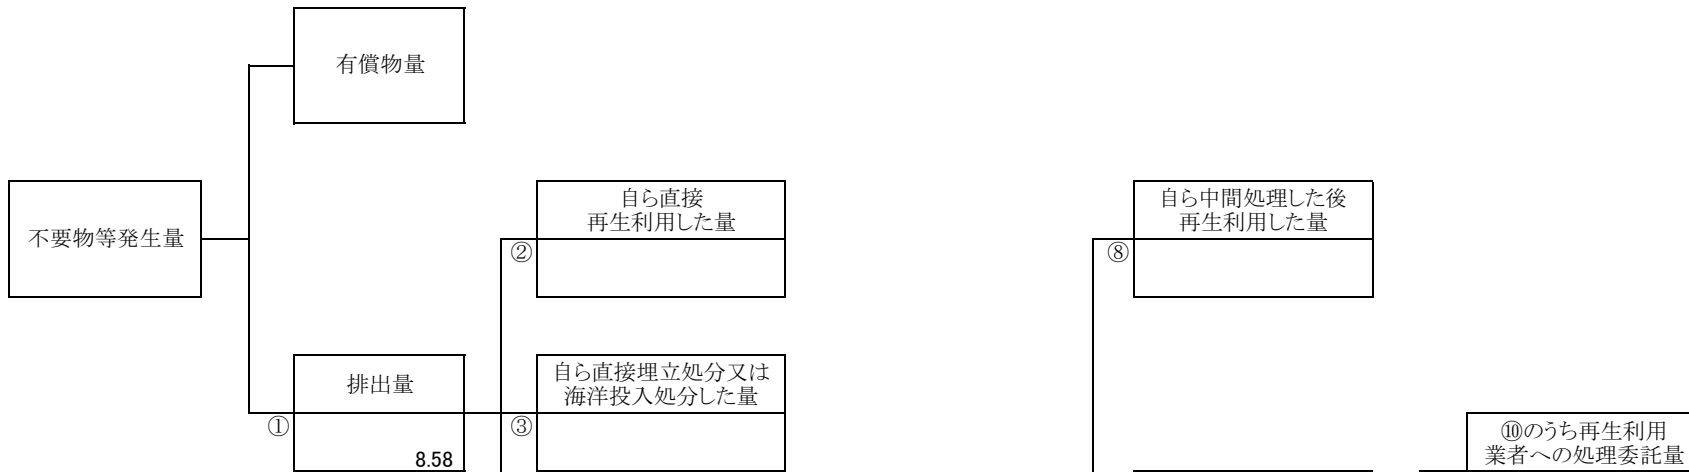 有償物量
不要物等発生量
自ら直接
再生利用した量
②
自ら中間処理した後
再生利用した量
⑧
排出量
①
8.58
自ら直接埋立処分又は
海洋投入処分した量
③
⑩のうち再生利用
業者への処理委託量